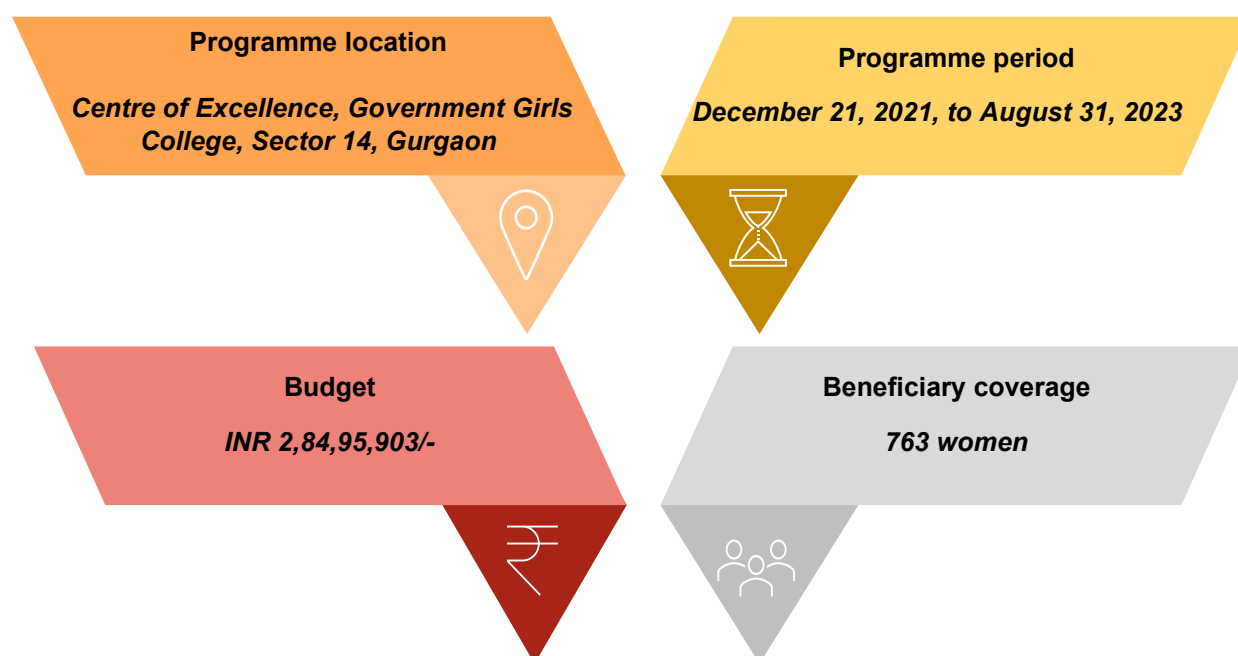 Programme location
Centre of Excellence, Government Girls
College, Sector 14, Gurgaon
Programme period
December 21, 2021, to August 31, 2023
Budget
INR 2,84,95,903/-
Beneficiary coverage
763 women